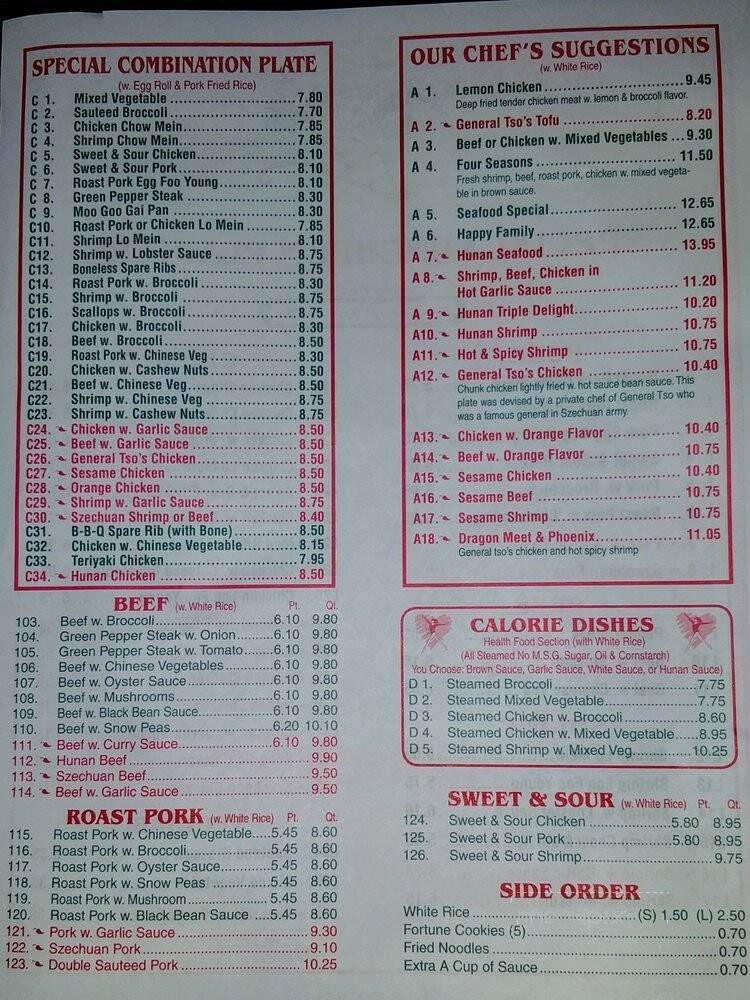 SPECIAL COMBINATION PLATE
(w. Egg Roll & Pork Fried Rice)
C 1. Mixed Vegetable 7.80
C 2. Sauteed Broccoli 7.70
C 3. Chicken Chow Mein 7.85
C 4. Shrimp Chow Mein 7.85
C 5. Sweet & Sour Chicken 8.10
C 6. Sweet & Sour Pork 8.10
C 7. Roast Pork Egg Foo Young 8.10
C 8. Green Pepper Steak 8.30
C 9. Moo Goo Gai Pan 8.30
C10. Roast Pork or Chicken Lo Mein 7.85
C11. Shrimp Lo Mein 8.10
C12. Shrimp w. Lobster Sauce 8.75
C13. Boneless Spare Ribs 8.75
C14. Roast Pork w. Broccoli 8.30
C15. Shrimp w. Broccoli 8.75
C16. Scallops w. Broccoli 8.75
C17. Chicken w. Broccoli 8.30
C18. Beef w. Broccoli 8.50
C19. Roast Pork w. Chinese Veg 8.30
C20. Chicken w. Cashew Nuts 8.50
C21. Beef w. Chinese Veg 8.50
C22. Shrimp w. Chinese Veg 8.75
C23. Shrimp w. Cashew Nuts 8.75
C24. Chicken w. Garlic Sauce 8.50
C25. Beef w. Garlic Sauce 8.50
C26. General Tso's Chicken 8.50
C27. Sesame Chicken 8.50
C28. Orange Chicken 8.50
C29. Shrimp w. Garlic Sauce 8.75
C30. Szechuan Shrimp or Beef 8.40
C31. B-B-Q Spare Rib (with Bone) 8.50
C32. Chicken w. Chinese Vegetable 8.15
C33. Teriyaki Chicken 7.95
C34. Hunan Chicken 8.50
BEEF (w. White Rice) Pt. Qt.
103. Beef w. Broccoli 6.10 9.80
104. Green Pepper Steak w. Onion 6.10 9.80
105. Green Pepper Steak w. Tomato 6.10 9.80
106. Beef w. Chinese Vegetables 6.10 9.80
107. Beef w. Oyster Sauce 6.10 9.80
108. Beef w. Mushrooms 6.10 9.80
109. Beef w. Black Bean Sauce 6.10 9.80
110. Beef w. Snow Peas 6.20 10.10
111. Beef w. Curry Sauce 6.10 9.80
112. Hunan Beef 9.90
113. Szechuan Beef 9.50
114. Beef w. Garlic Sauce 9.50
ROAST PORK (w. White Rice) Pt. Qt.
115. Roast Pork w. Chinese Vegetable 5.45 8.60
116. Roast Pork w. Broccoli 5.45 8.60
117. Roast Pork w. Oyster Sauce 5.45 8.60
118. Roast Pork w. Snow Peas 5.45 8.60
119. Roast Pork w. Mushroom 5.45 8.60
120. Roast Pork w. Black Bean Sauce 5.45 8.60
121. Pork w. Garlic Sauce 9.30
122. Szechuan Pork 9.10
123. Double Sauteed Pork 10.25
OUR CHEF'S SUGGESTIONS
(w. White Rice)
A 1. Lemon Chicken 9.45
Deep fried tender chicken meat w. lemon & broccoli flavor.
A 2. General Tso's Tofu 8.20
A 3. Beef or Chicken w. Mixed Vegetables 9.30
A 4. Four Seasons 11.50
Fresh shrimp, beef, roast pork, chicken w. mixed vegeta-
ble in brown sauce.
A 5. Seafood Special 12.65
A 6. Happy Family 12.65
A 7. Hunan Seafood 13.95
A 8. Shrimp, Beef, Chicken in
Hot Garlic Sauce 11.20
A 9. Hunan Triple Delight 10.20
A10. Hunan Shrimp 10.75
A11. Hot & Spicy Shrimp 10.75
A12. General Tso's Chicken 10.40
Chunk chicken lightly fried w. hot sauce bean sauce. This
plate was devised by a private chef of General Tso who
was a famous general in Szechuan army.
A13. Chicken w. Orange Flavor 10.40
A14. Beef w. Orange Flavor 10.75
A15. Sesame Chicken 10.40
A16. Sesame Beef 10.75
A17. Sesame Shrimp 10.75
A18. Dragon Meet & Phoenix 11.05
General tso's chicken and hot spicy shrimp
CALORIE DISHES
Health Food Section (with White Rice)
(All Steamed No M.S.G. Sugar, Oil & Cornstarch)
You Choose: Brown Sauce, Garlic Sauce, White Sauce, or Hunan Sauce)
D 1. Steamed Broccoli 7.75
D 2. Steamed Mixed Vegetable 7.75
D 3. Steamed Chicken w. Broccoli 8.60
D 4. Steamed Chicken w. Mixed Vegetable 8.95
D 5. Steamed Shrimp w. Mixed Veg. 10.25
SWEET & SOUR (w. White Rice) Pt. Qt.
124. Sweet & Sour Chicken 5.80 8.95
125. Sweet & Sour Pork 5.80 8.95
126. Sweet & Sour Shrimp 9.75
SIDE ORDER
White Rice (S) 1.50 (L) 2.50
Fortune Cookies (5) 0.70
Fried Noodles 0.70
Extra A Cup of Sauce 0.70